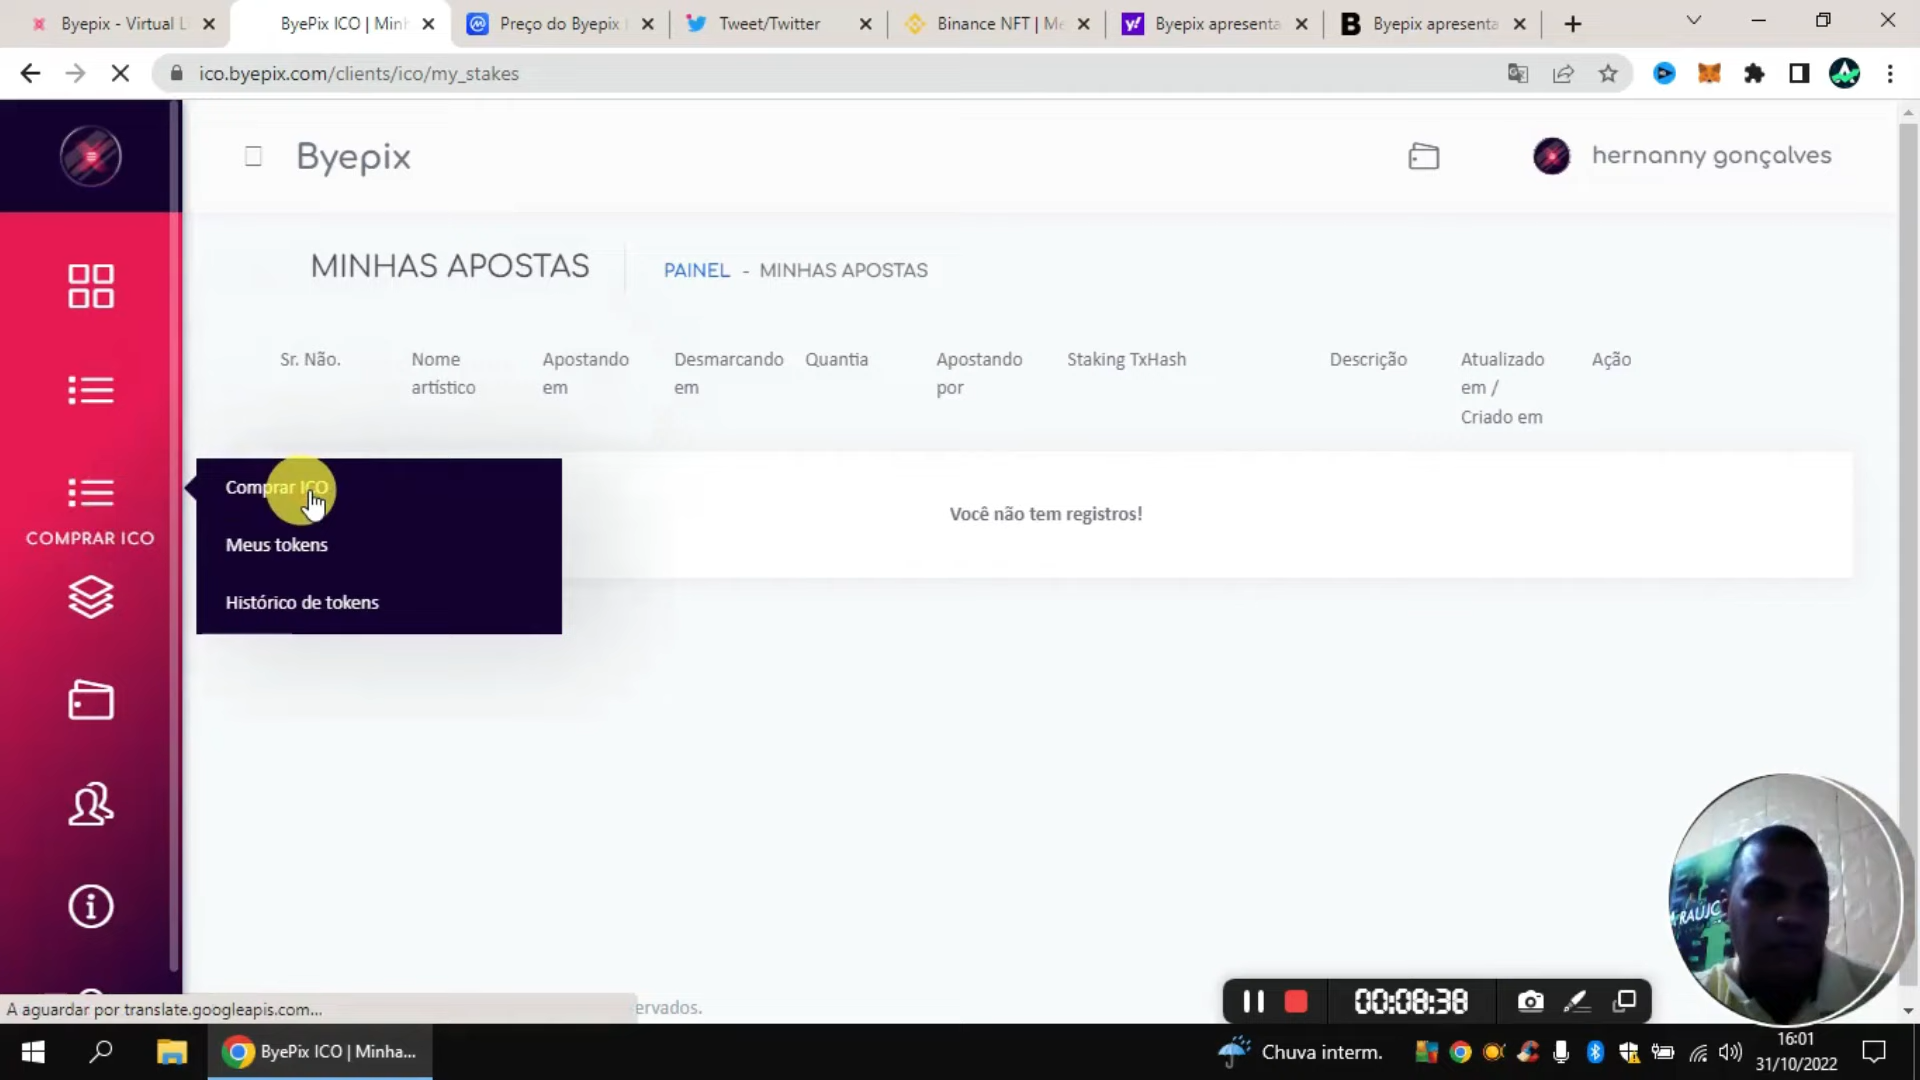 Byepix - Virtual L
ByePix ICO | Minh
Preço do Byepix
Tweet/Twitter
Binance NFT | Me
Byepix apresenta
Byepix apresenta
ico.byepix.com/clients/ico/my_stakes
Byepix
hernanny gonçalves
MINHAS APOSTAS
PAINEL - MINHAS APOSTAS
Sr. Não.
Nome
artístico
Apostando
em
Desmarcando
em
Quantia
Apostando
por
Staking TxHash
Descrição
Atualizado
em /
Criado em
Ação
Comprar ICO
Meus tokens
Histórico de tokens
COMPRAR ICO
Você não tem registros!
ARAÚJO
A aguardar por translate.googleapis.com...
ervados.
00:08:38
ByePix ICO | Minha...
Chuva interm.
16:01
31/10/2022